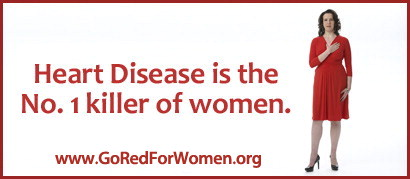 Heart Disease is the
No. 1 killer of women.
www.GoRedForWomen.org